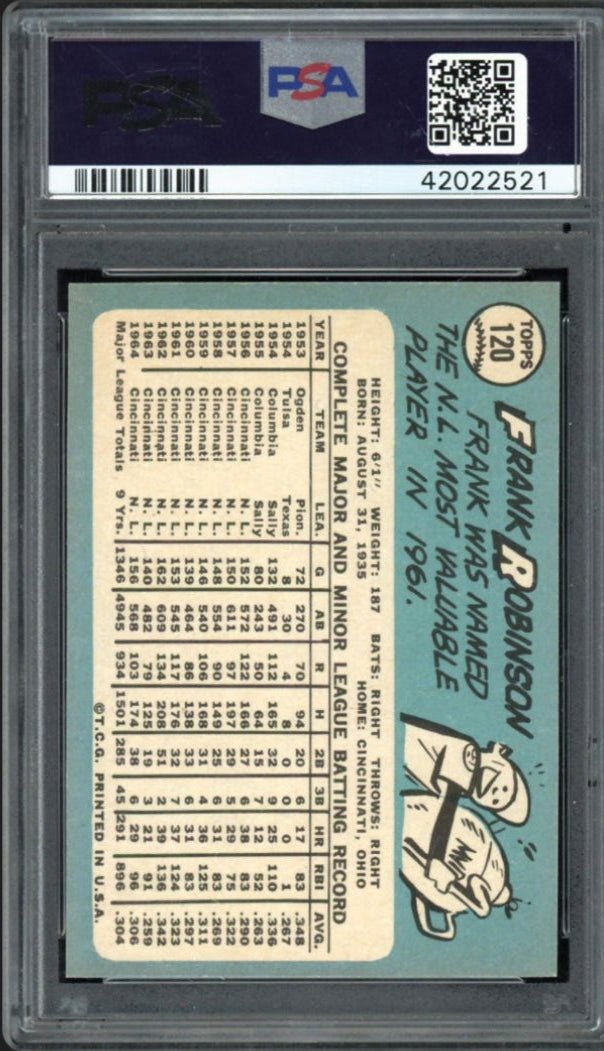 PSA
PSA
42022521
TOPPS
120
FRANK ROBINSON
FRANK WAS NAMED
THE N.L. MOST VALUABLE
PLAYER IN 1961.
HEIGHT: 6'1" WEIGHT: 187 BATS: RIGHT THROWS: RIGHT
BORN: AUGUST 31, 1935 HOME: CINCINNATI, OHIO
COMPLETE MAJOR AND MINOR LEAGUE BATTING RECORD
YEAR TEAM LEA. G AB R H 2B 3B HR RBI AVG.
1953 Ogden Pion. 72 270 70 94 20 6 17 83 .348
1954 Tulsa Texas 8 30 4 8 0 0 0 1 .267
1954 Columbia Sally 132 491 112 165 32 9 25 110 .336
1955 Columbia Sally 80 243 50 64 15 7 12 52 .263
1956 Cincinnati N. L. 152 572 122 166 27 6 38 83 .290
1957 Cincinnati N. L. 150 611 97 197 29 5 29 75 .322
1958 Cincinnati N. L. 148 554 90 149 25 6 31 83 .269
1959 Cincinnati N. L. 146 540 106 168 31 4 36 125 .311
1960 Cincinnati N. L. 139 464 86 138 33 6 31 83 .297
1961 Cincinnati N. L. 153 545 117 176 32 7 37 124 .323
1962 Cincinnati N. L. 162 609 134 208 51 2 39 136 .342
1963 Cincinnati N. L. 140 482 79 125 19 3 21 91 .259
1964 Cincinnati N. L. 156 568 103 174 38 6 29 96 .306
Major League Totals 9 Yrs. 1346 4945 934 1501 285 45 291 896 .304
©T.C.G. PRINTED IN U.S.A.